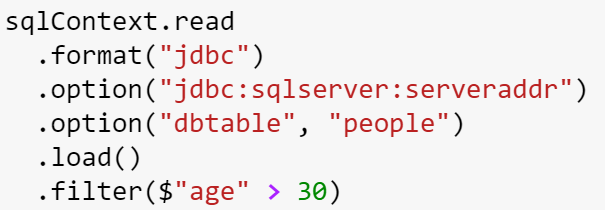 sqlContext.read
  .format("jdbc")
  .option("jdbc:sqlserver:serveraddr")
  .option("dbtable", "people")
  .load()
  .filter($"age" > 30)